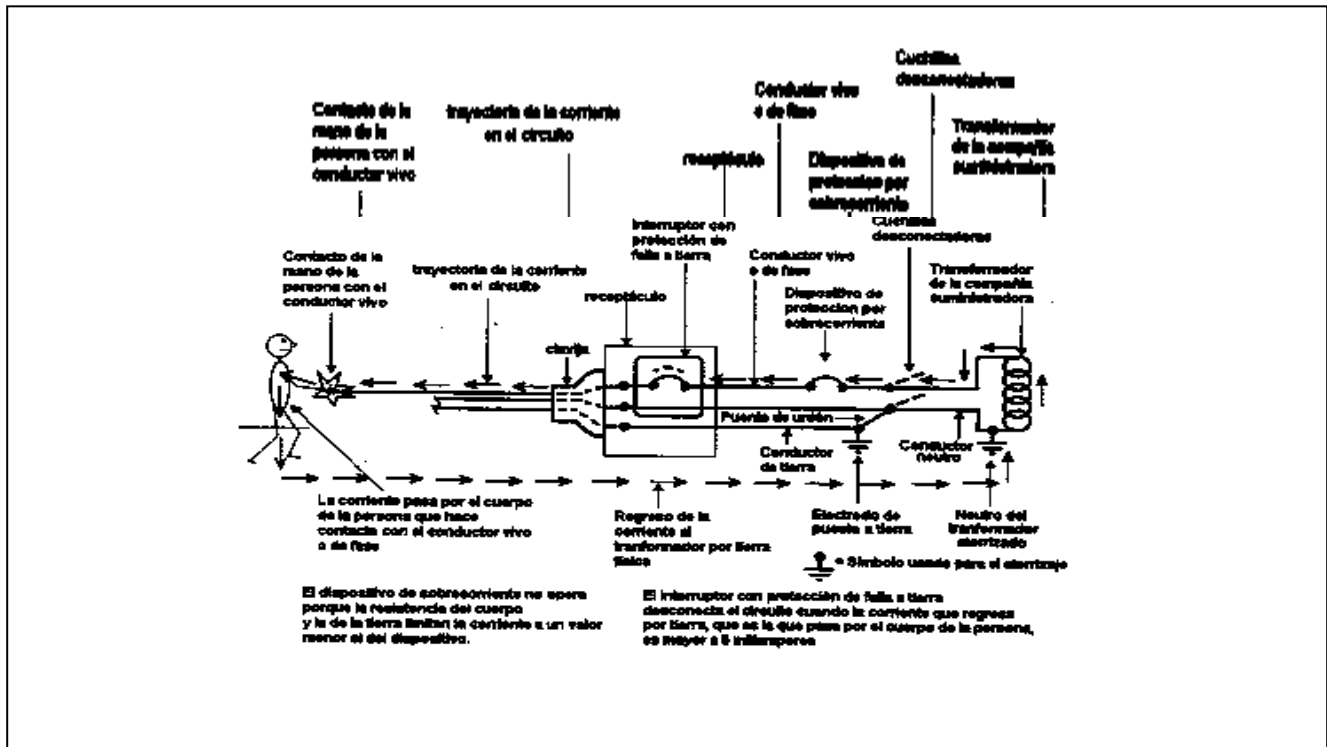 Cuchillas
desconectadoras
Conductor vivo
o de fase
Contacto de la
mano de la
persona con el
conductor vivo
trayectoria de la corriente
en el circuito
Transformador
de la compañía
suministradora
receptáculo
Dispositivo de
proteccion por
sobrecorriente
Interruptor con
protección de
falla a tierra
Cuchillas
desconectadoras
Contacto de la
mano de la
persona con el
conductor vivo
trayectoria de la corriente
en el circuito
Conductor vivo
o de fase
Transformador
de la compañía
suministradora
receptáculo
Dispositivo de
proteccion por
sobrecorriente
clavija
Puente de unión
Conductor
de tierra
Conductor
neutro
La corriente pasa por el cuerpo
de la persona que hace
contacto con el conductor vivo
o de fase
Regreso de la
corriente al
tranformador por tierra
física
Electrodo de
puesta a tierra
Neutro del
tranformador
aterrizado
= Símbolo usado para el aterrizaje
El dispositivo de sobrecorriente no opera
porque la resistencia del cuerpo
y la de la tierra limitan la corriente a un valor
menor al del dispositivo.
El interruptor con protección de falla a tierra
desconecta el circuito cuando la corriente que regresa
por tierra, que es la que pasa por el cuerpo de la persona,
es mayor a 5 miliamperes